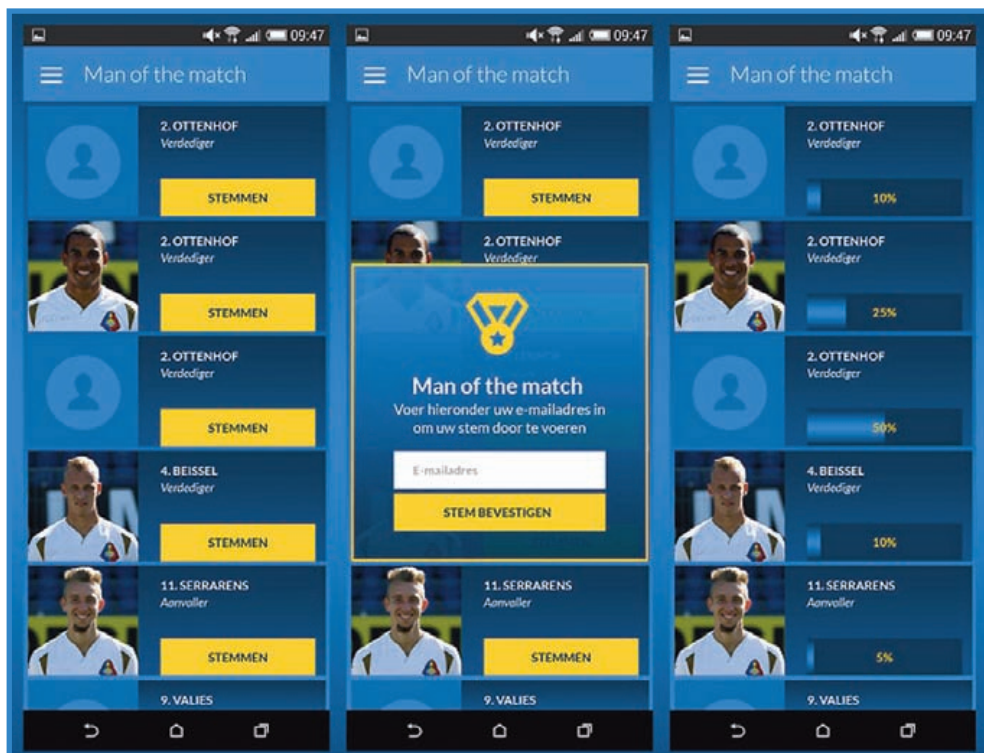 09:47
Man of the match
2. OTTENHOF
Verdediger
STEMMEN
2. OTTENHOF
Verdediger
STEMMEN
2. OTTENHOF
Verdediger
STEMMEN
4. BEISSEL
Verdediger
STEMMEN
11. SERRARENS
Aanvaller
STEMMEN
9. VALIES
09:47
Man of the match
2. OTTENHOF
Verdediger
STEMMEN
2. OTTENHOF
Verdediger
Man of the match
Voer hieronder uw e-mailadres in
om uw stem door te voeren
E-mailadres
STEM BEVESTIGEN
11. SERRARENS
Aanvaller
STEMMEN
9. VALIES
09:47
Man of the match
2. OTTENHOF
Verdediger
10%
2. OTTENHOF
Verdediger
25%
2. OTTENHOF
Verdediger
50%
4. BEISSEL
Verdediger
10%
11. SERRARENS
Aanvaller
5%
9. VALIES